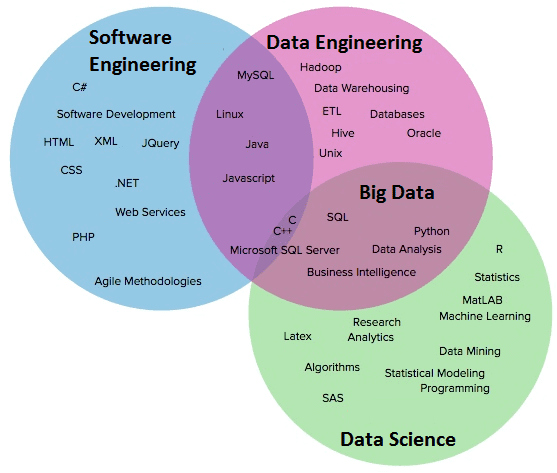 Software
Engineering
C#
Software Development
HTML
XML
JQuery
CSS
.NET
Web Services
PHP
Agile Methodologies
MySQL
Linux
Java
Javascript
C
C++
Microsoft SQL Server
Data Engineering
Hadoop
Data Warehousing
ETL
Databases
Hive
Oracle
Unix
Big Data
SQL
Python
Data Analysis
Business Intelligence
R
Statistics
MatLAB
Machine Learning
Research
Latex
Analytics
Data Mining
Algorithms
Statistical Modeling
Programming
SAS
Data Science